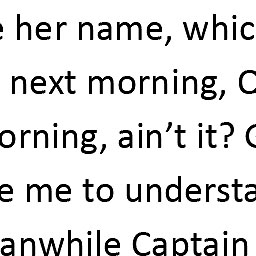 e her name, whic
next morning, C
orning, ain’t it? G
e me to understa
anwhile Captain